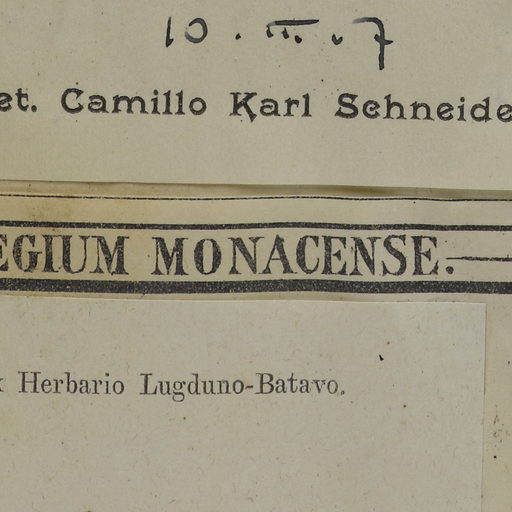 10. III. 07
et. Camillo Karl Schneide
EGIUM MONACENSE.
x Herbario Lugduno-Batavo.